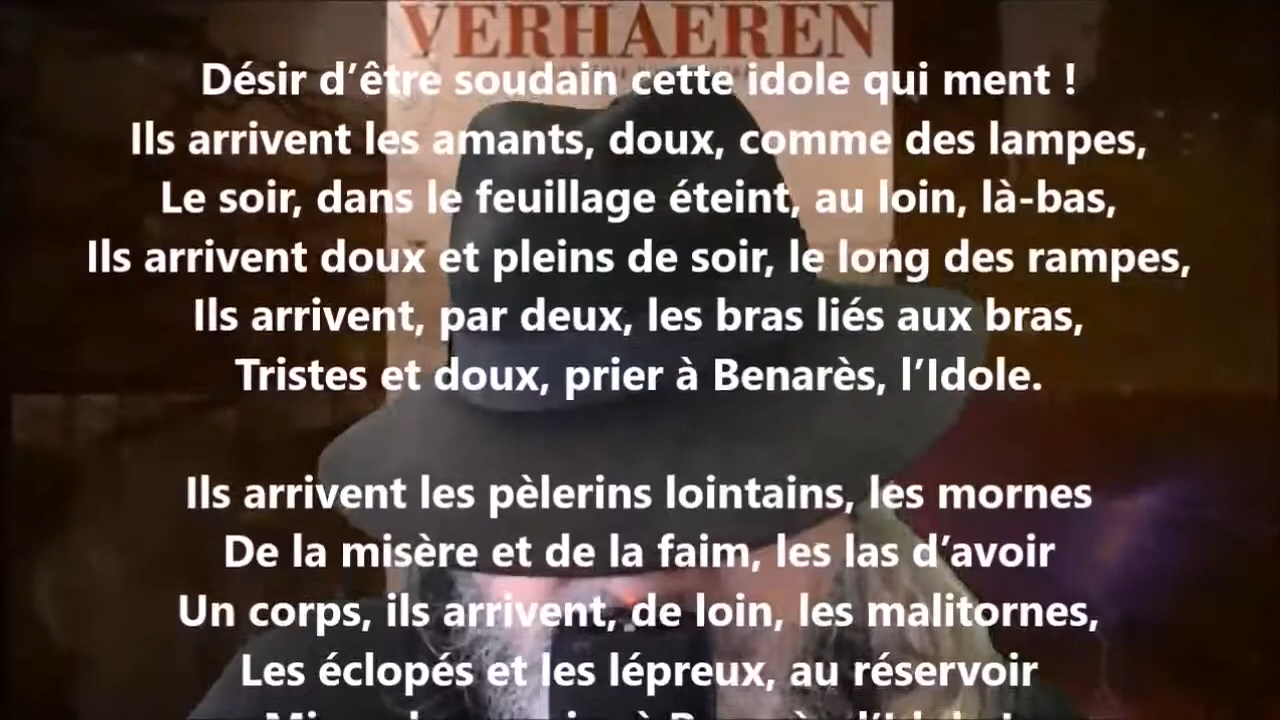 VERHAEREN
Désir d’être soudain cette idole qui ment !
Ils arrivent les amants, doux, comme des lampes,
Le soir, dans le feuillage éteint, au loin, là-bas,
Ils arrivent doux et pleins de soir, le long des rampes,
Ils arrivent, par deux, les bras liés aux bras,
Tristes et doux, prier à Benarès, l’Idole.
Ils arrivent les pèlerins lointains, les mornes
De la misère et de la faim, les las d’avoir
Un corps, ils arrivent, de loin, les malitornes,
Les éclopés et les lépreux, au réservoir